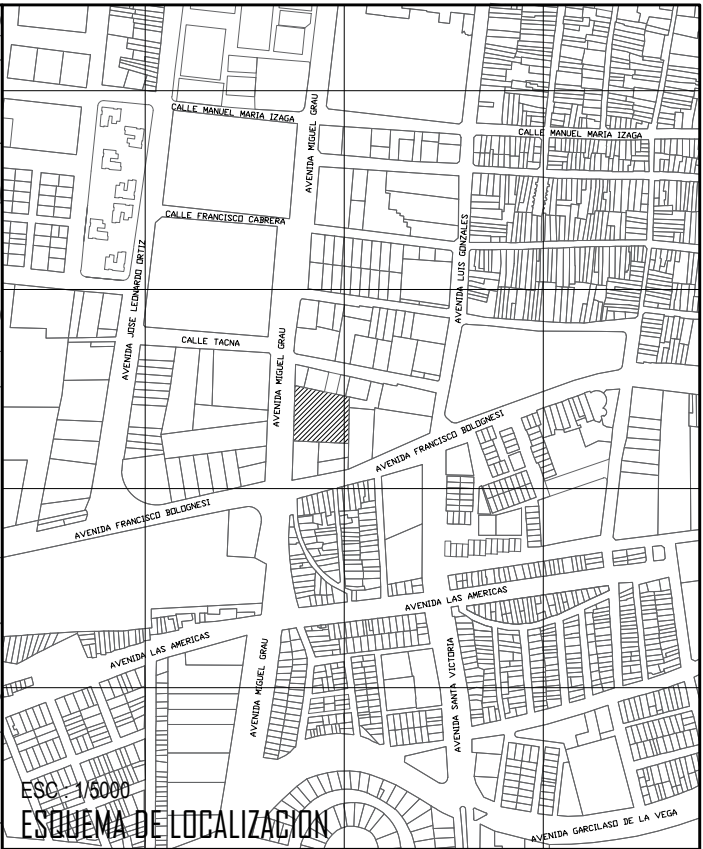 CALLE MANUEL MARIA IZAGA
AVENIDA MIGUEL GRAU
CALLE MANUEL MARIA IZAGA
CALLE FRANCISCO CABRERA
AVENIDA JOSE LEONARDO ORTIZ
AVENIDA LUIS GONZALES
CALLE TACNA
AVENIDA MIGUEL GRAU
AVENIDA FRANCISCO BOLOGNESI
AVENIDA FRANCISCO BOLOGNESI
AVENIDA LAS AMERICAS
AVENIDA LAS AMERICAS
AVENIDA MIGUEL GRAU
AVENIDA SANTA VICTORIA
ESC : 1/5000
ESQUEMA DE LOCALIZACION
AVENIDA GARCILASO DE LA VEGA